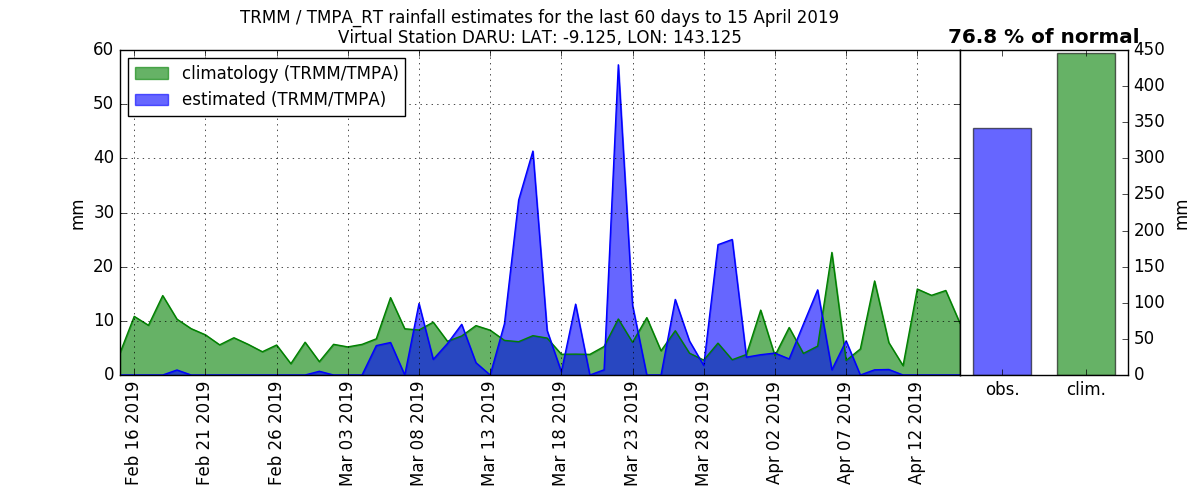 TRMM / TMPA_RT rainfall estimates for the last 60 days to 15 April 2019
Virtual Station DARU: LAT: -9.125, LON: 143.125
76.8 % of normal
climatology (TRMM/TMPA)
estimated (TRMM/TMPA)
60
50
40
30
20
10
0
mm
Feb 16 2019
Feb 21 2019
Feb 26 2019
Mar 03 2019
Mar 08 2019
Mar 13 2019
Mar 18 2019
Mar 23 2019
Mar 28 2019
Apr 02 2019
Apr 07 2019
Apr 12 2019
450
400
350
300
250
200
150
100
50
0
mm
obs.
clim.